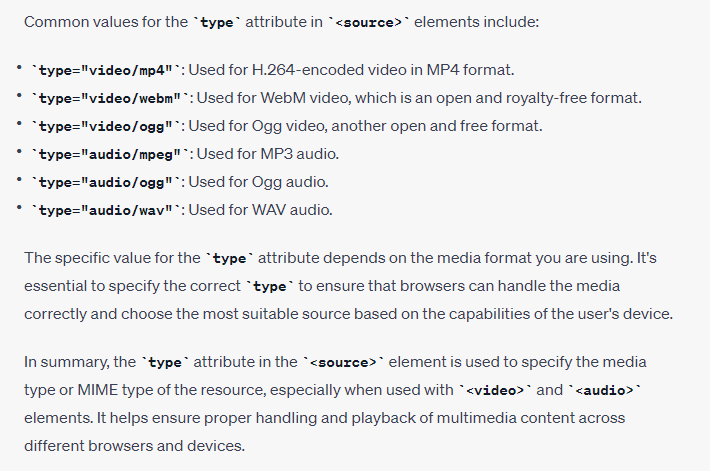 Common values for the `type` attribute in `<source>` elements include:
• `type="video/mp4"`: Used for H.264-encoded video in MP4 format.
• `type="video/webm"`: Used for WebM video, which is an open and royalty-free format.
• `type="video/ogg"`: Used for Ogg video, another open and free format.
• `type="audio/mpeg"`: Used for MP3 audio.
• `type="audio/ogg"`: Used for Ogg audio.
• `type="audio/wav"`: Used for WAV audio.
The specific value for the `type` attribute depends on the media format you are using. It's
essential to specify the correct `type` to ensure that browsers can handle the media
correctly and choose the most suitable source based on the capabilities of the user's device.
In summary, the `type` attribute in the `<source>` element is used to specify the media
type or MIME type of the resource, especially when used with `<video>` and `<audio>`
elements. It helps ensure proper handling and playback of multimedia content across
different browsers and devices.